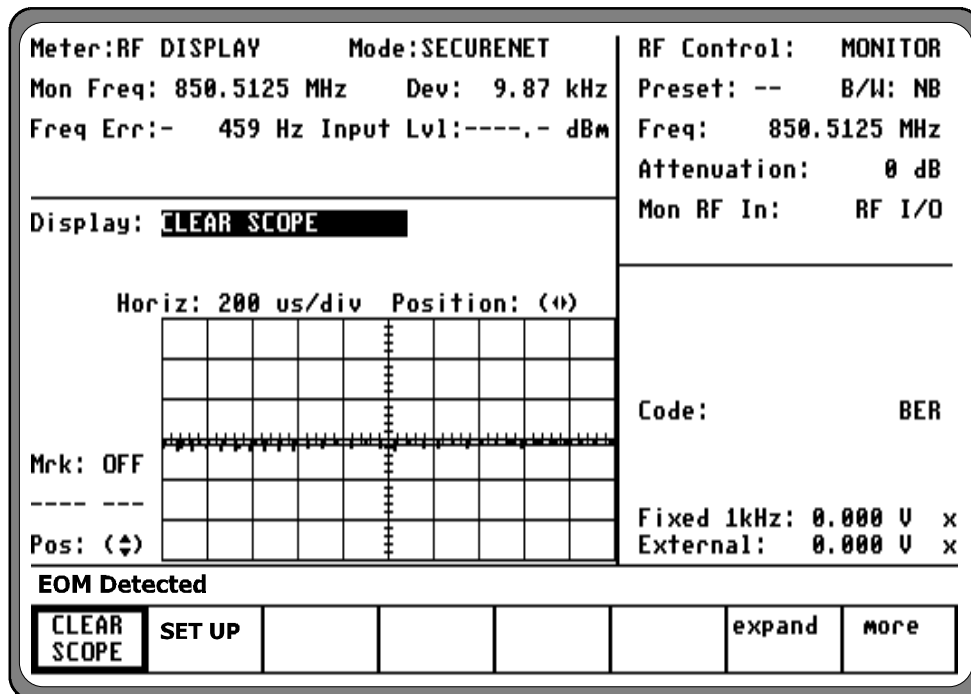 Meter:RF DISPLAY Mode:SECURENET
Mon Freq: 850.5125 MHz Dev: 9.87 kHz
Freq Err:- 459 Hz Input Lvl:----.- dBm
Display: CLEAR SCOPE
Horiz: 200 us/div Position: (◂▸)
Mrk: OFF
---- ---
Pos: (▴▾)
RF Control: MONITOR
Preset: -- B/W: NB
Freq: 850.5125 MHz
Attenuation: 0 dB
Mon RF In: RF I/O
Code: BER
Fixed 1kHz: 0.000 V x
External: 0.000 V x
EOM Detected
CLEAR
SCOPE
SET UP
expand
more